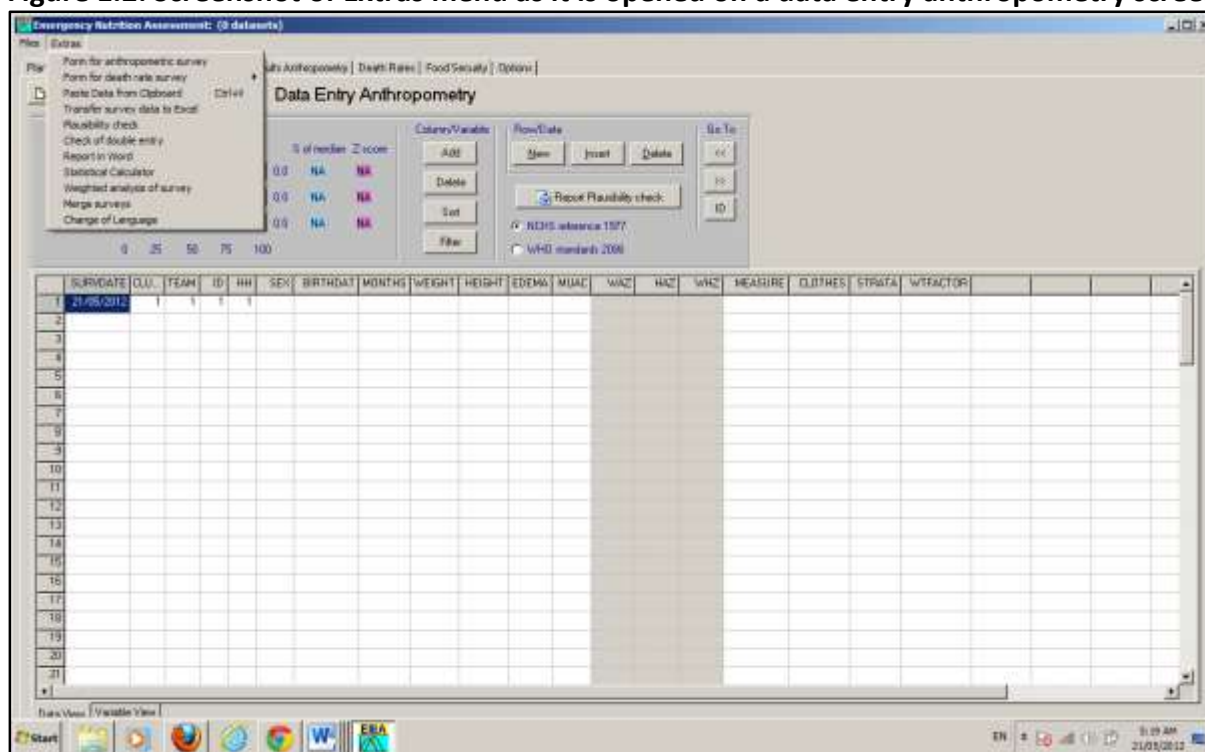 Figure 2.2: Screenshot of Extras menu as it is opened on a data entry anthropometry screen
Emergency Nutrition Assessment: (0 datasets)
Files Extras
Form for anthropometric survey
Form for death rate survey
Paste Data from Clipboard Ctrl+V
Transfer survey data to Excel
Plausibility check
Check of double entry
Report in Word
Statistical Calculator
Weighted analysis of survey
Merge surveys
Change of Language
Anthropometry Death Rates Food Security Options
Data Entry Anthropometry
Column/Variable Row/Data Go To
% of median Z-score
Add New Insert Delete <<
0.0 NA NA
Delete >>
0.0 NA NA Report Plausibility check
Sort ID
0.0 NA NA NCHS reference 1977
Filter WHO standards 2006
0 25 50 75 100
SURVDATE CLU.. TEAM ID HH SEX BIRTHDAT MONTHS WEIGHT HEIGHT EDEMA MUAC WAZ HAZ WHZ MEASURE CLOTHES STRATA WTFACTOR
1 21/05/2012 1 1 1 1
2
3
4
5
6
7
8
9
10
11
12
13
14
15
16
17
18
19
20
21
Data View Variable View
Start W ENA EN 9:19 AM
21/05/2012